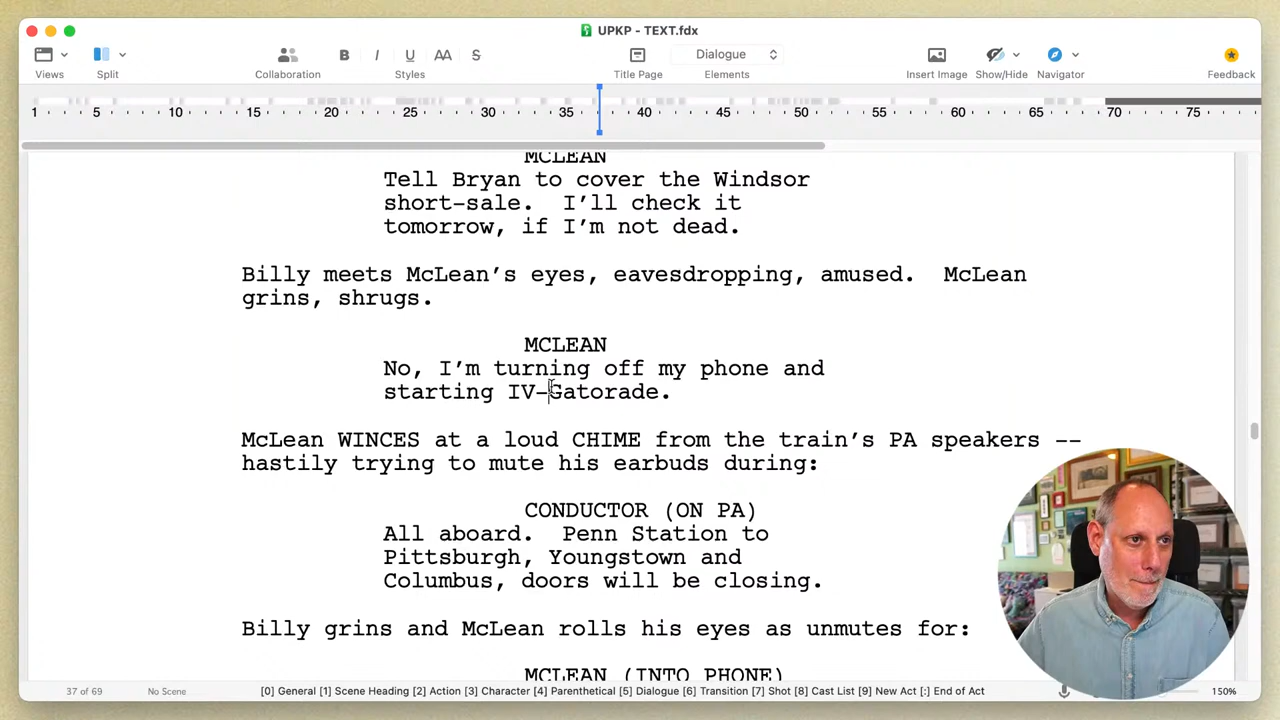 UPKP - TEXT.fdx
Views
Split
Collaboration
B I U AA S
Styles
Title Page
Dialogue
Elements
Insert Image
Show/Hide
Navigator
Feedback
1 5 10 15 20 25 30 35 40 45 50 55 60 65 70 75
MCLEAN
Tell Bryan to cover the Windsor
short-sale.  I’ll check it
tomorrow, if I’m not dead.
Billy meets McLean’s eyes, eavesdropping, amused.  McLean
grins, shrugs.
MCLEAN
No, I’m turning off my phone and
starting IV-Gatorade.
McLean WINCES at a loud CHIME from the train’s PA speakers --
hastily trying to mute his earbuds during:
CONDUCTOR (ON PA)
All aboard.  Penn Station to
Pittsburgh, Youngstown and
Columbus, doors will be closing.
Billy grins and McLean rolls his eyes as unmutes for:
MCLEAN (INTO PHONE)
37 of 69
No Scene
[0] General [1] Scene Heading [2] Action [3] Character [4] Parenthetical [5] Dialogue [6] Transition [7] Shot [8] Cast List [9] New Act [:] End of Act
150%